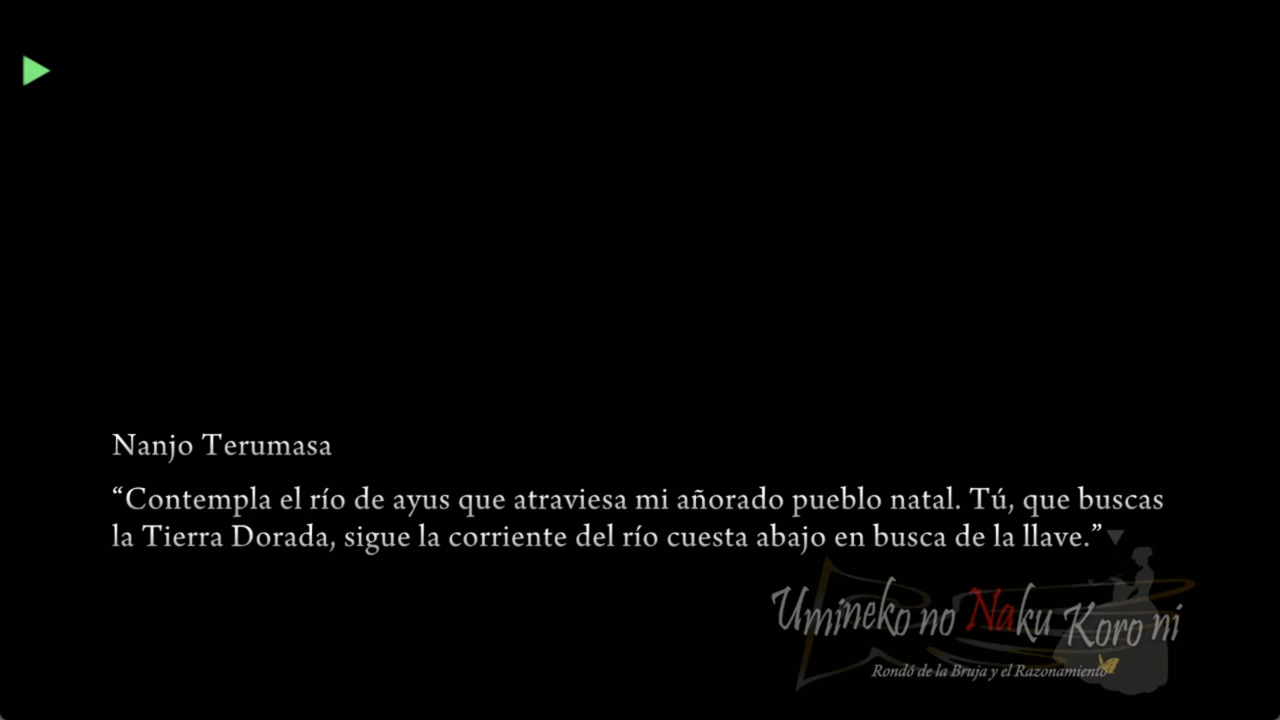 Nanjo Terumasa
“Contempla el río de ayus que atraviesa mi añorado pueblo natal. Tú, que buscas
la Tierra Dorada, sigue la corriente del río cuesta abajo en busca de la llave.”
Umineko no Naku Koro ni
Rondó de la Bruja y el Razonamiento